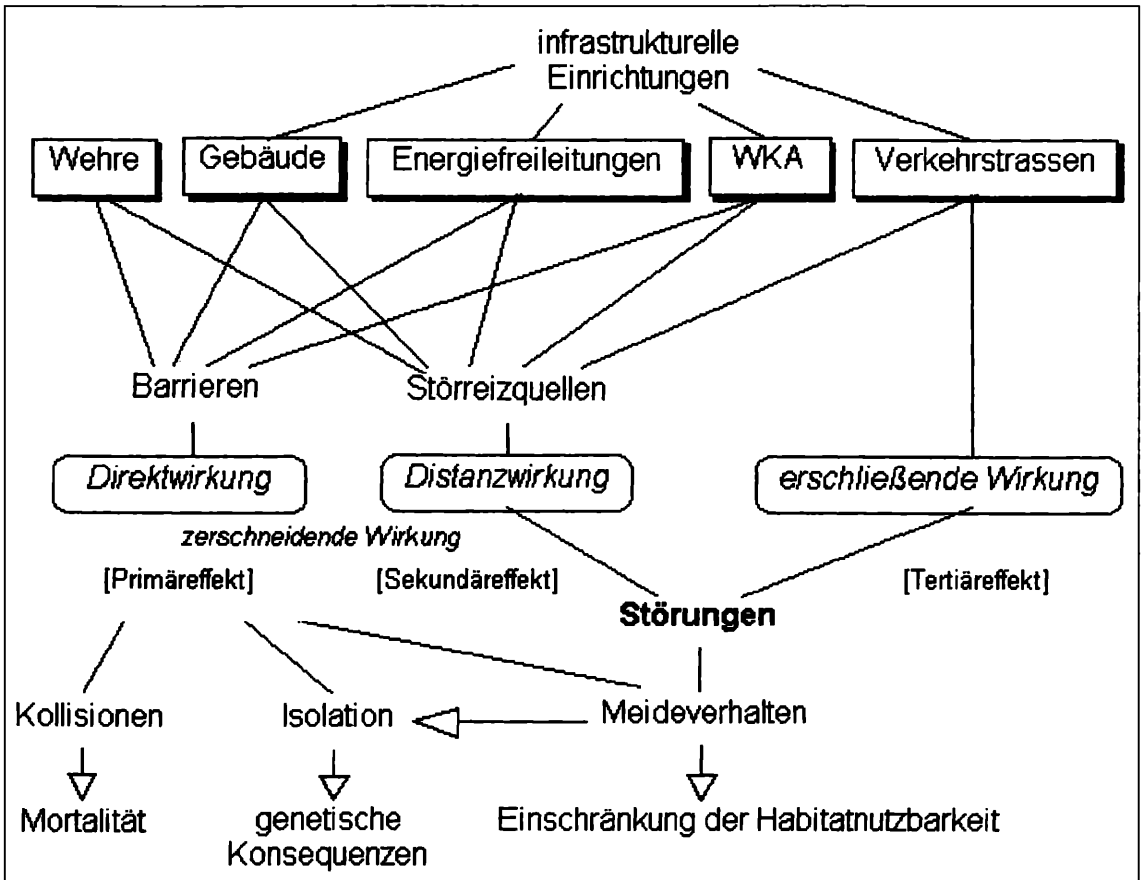 infrastrukturelle
Einrichtungen
Wehre Gebäude Energiefreileitungen WKA Verkehrstrassen
Barrieren Störreizquellen
Direktwirkung Distanzwirkung erschließende Wirkung
zerschneidende Wirkung
[Primäreffekt] [Sekundäreffekt] [Tertiäreffekt]
Störungen
Kollisionen Isolation Meideverhalten
Mortalität genetische Einschränkung der Habitatnutzbarkeit
Konsequenzen